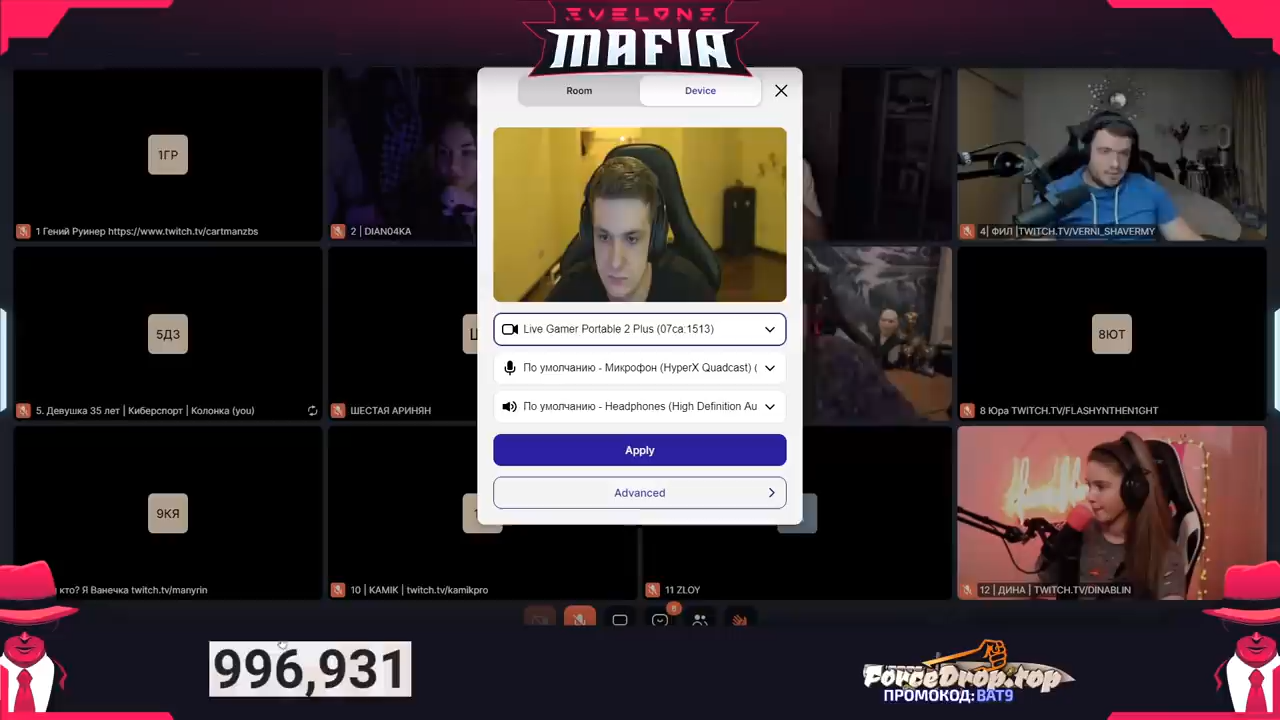 EVELONE
MAFIA
Room
Device
1ГР
1 Гений Руинер https://www.twitch.tv/cartmanzbs
2 | DIAN04KA
4| ФИЛ |TWITCH.TV/VERNI_SHAVERMY
Live Gamer Portable 2 Plus (07ca:1513)
По умолчанию - Микрофон (HyperX Quadcast) (
По умолчанию - Headphones (High Definition Au
Apply
Advanced
5ДЗ
5. Девушка 35 лет | Киберспорт | Колонка (you)
ШЕСТАЯ АРИНЯН
8ЮТ
8 Юра TWITCH.TV/FLASHYNTHEN1GHT
9КЯ
кто? Я Ванечка twitch.tv/manyrin
10 | KAMIK | twitch.tv/kamikpro
11 ZLOY
12 | ДИНА | TWITCH.TV/DINABLIN
8
996,931
ForceDrop.top
ПРОМОКОД:BAT9